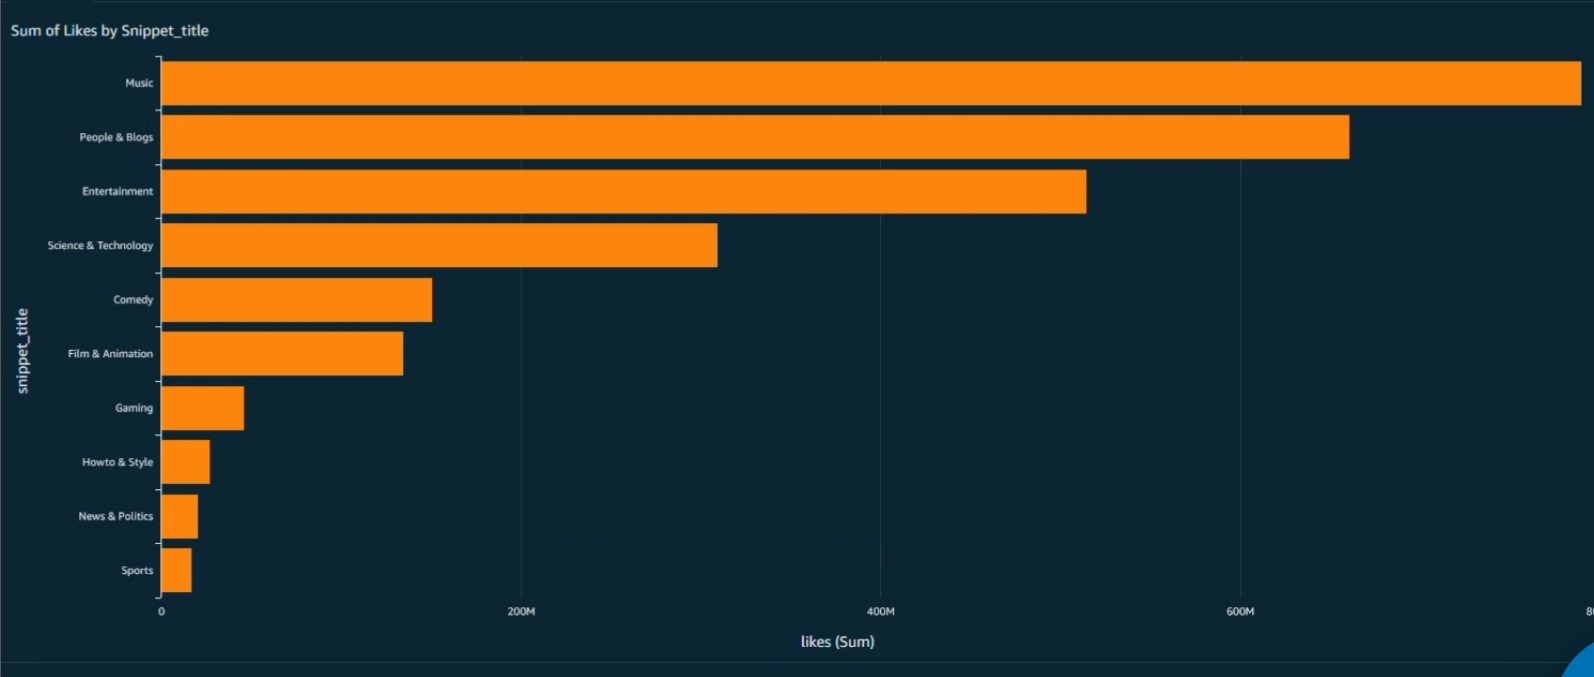 Sum of Likes by Snippet_title
snippet_title
Music
People & Blogs
Entertainment
Science & Technology
Comedy
Film & Animation
Gaming
Howto & Style
News & Politics
Sports
0 200M 400M 600M
likes (Sum)